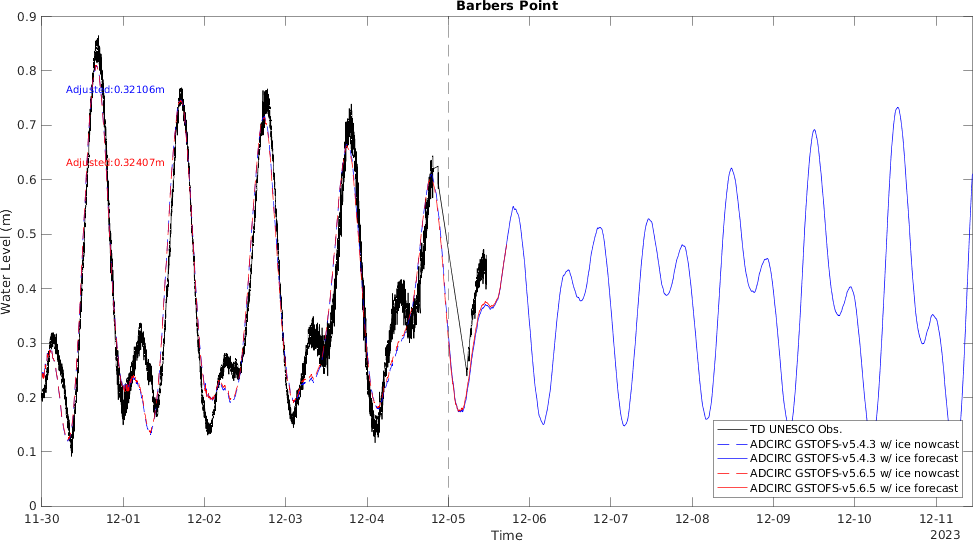 Barbers Point
0.9
0.8
0.7
0.6
0.5
0.4
0.3
0.2
0.1
0
Water Level (m)
Adjusted:0.32106m
Adjusted:0.32407m
TD UNESCO Obs.
ADCIRC GSTOFS-v5.4.3 w/ ice nowcast
ADCIRC GSTOFS-v5.4.3 w/ ice forecast
ADCIRC GSTOFS-v5.6.5 w/ ice nowcast
ADCIRC GSTOFS-v5.6.5 w/ ice forecast
11-30 12-01 12-02 12-03 12-04 12-05 12-06 12-07 12-08 12-09 12-10 12-11
Time
2023